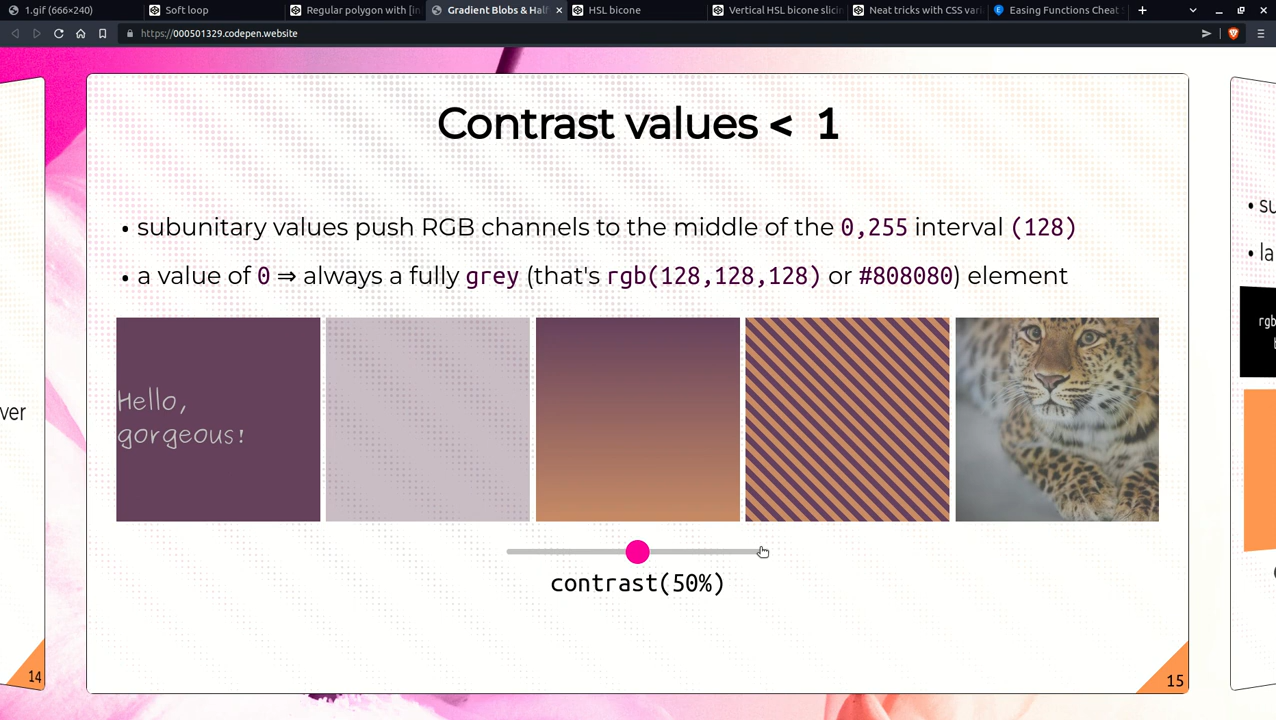 1.gif (666×240)
Soft loop
Regular polygon with [in
Gradient Blobs & Half
HSL bicone
Vertical HSL bicone slicin
Neat tricks with CSS vari
Easing Functions Cheat S
https://000501329.codepen.website
Contrast values < 1
• subunitary values push RGB channels to the middle of the 0,255 interval (128)
• a value of 0 ⇒ always a fully grey (that's rgb(128,128,128) or #808080) element
Hello,
gorgeous!
contrast(50%)
15
ver
14
• su
• la
rgb